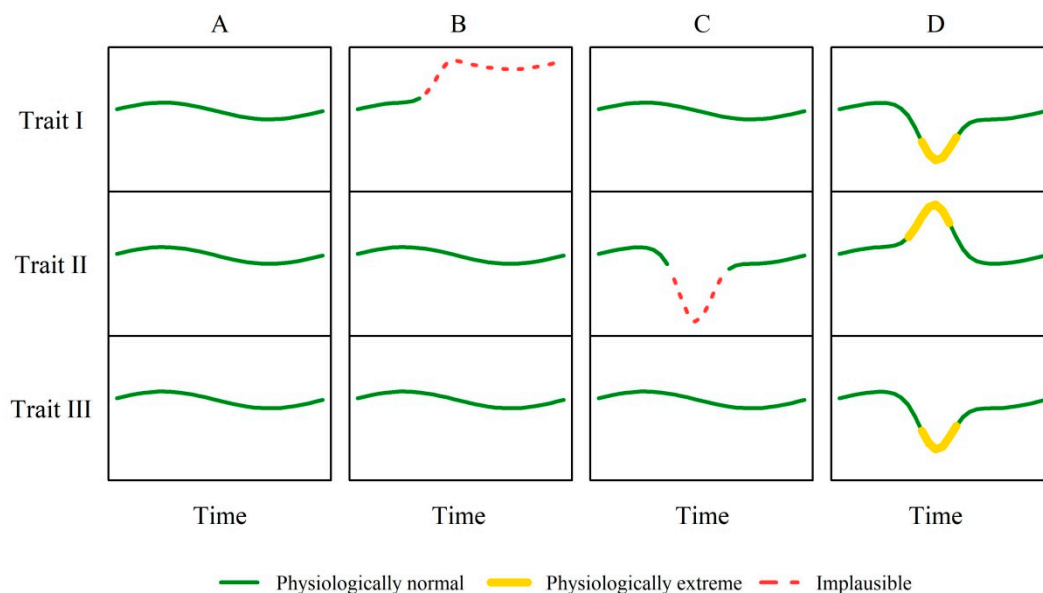 A B C D
Trait I
Trait II
Trait III
Time Time Time Time
Physiologically normal Physiologically extreme Implausible